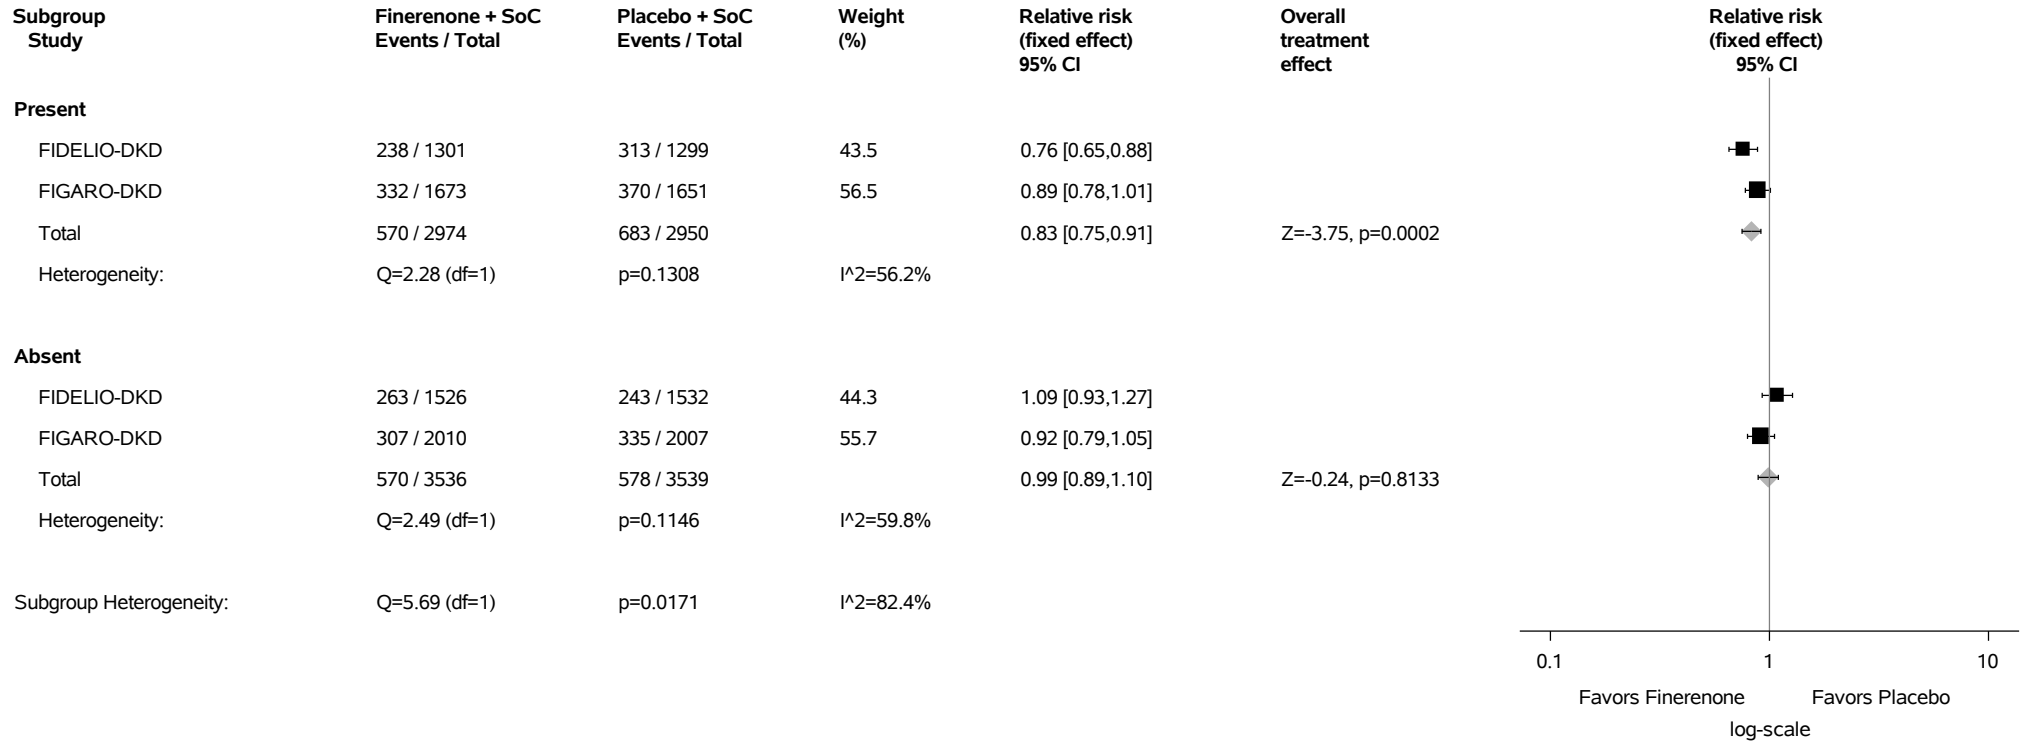 Subgroup Finerenone + SoC Placebo + SoC Weight Relative risk Overall Relative risk
Study Events / Total Events / Total (%) (fixed effect) treatment (fixed effect)
95% CI effect 95% CI
Present
FIDELIO-DKD 238 / 1301 313 / 1299 43.5 0.76 [0.65,0.88]
FIGARO-DKD 332 / 1673 370 / 1651 56.5 0.89 [0.78,1.01]
Total 570 / 2974 683 / 2950 0.83 [0.75,0.91] Z=-3.75, p=0.0002
Heterogeneity: Q=2.28 (df=1) p=0.1308 I^2=56.2%
Absent
FIDELIO-DKD 263 / 1526 243 / 1532 44.3 1.09 [0.93,1.27]
FIGARO-DKD 307 / 2010 335 / 2007 55.7 0.92 [0.79,1.05]
Total 570 / 3536 578 / 3539 0.99 [0.89,1.10] Z=-0.24, p=0.8133
Heterogeneity: Q=2.49 (df=1) p=0.1146 I^2=59.8%
Subgroup Heterogeneity: Q=5.69 (df=1) p=0.0171 I^2=82.4%
0.1 1 10
Favors Finerenone Favors Placebo
log-scale